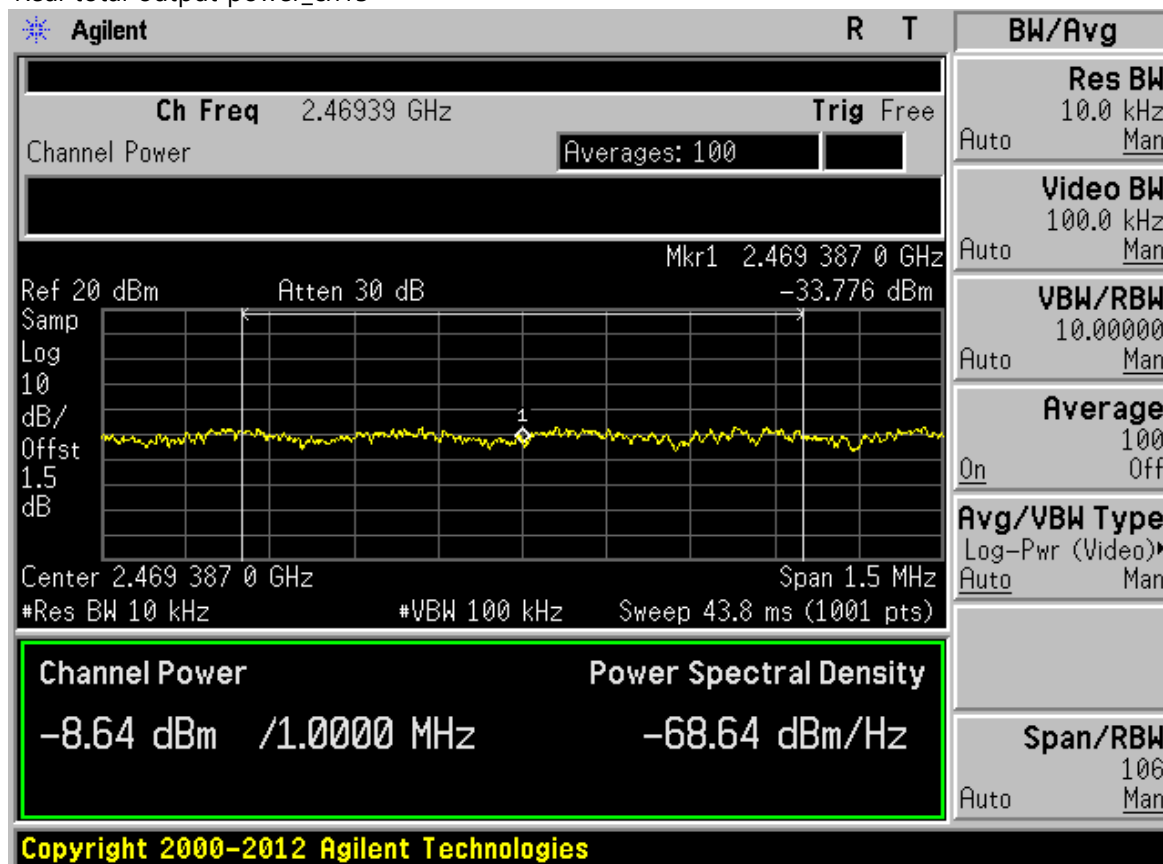 Agilent R T
Ch Freq 2.46939 GHz Trig Free
Channel Power Averages: 100
Mkr1 2.469 387 0 GHz
Ref 20 dBm Atten 30 dB -33.776 dBm
Samp
Log
10
dB/
1
Offst
1.5
dB
Center 2.469 387 0 GHz Span 1.5 MHz
#Res BW 10 kHz #VBW 100 kHz Sweep 43.8 ms (1001 pts)
Channel Power Power Spectral Density
-8.64 dBm /1.0000 MHz -68.64 dBm/Hz
Copyright 2000-2012 Agilent Technologies
BW/Avg
Res BW
10.0 kHz
Auto Man
Video BW
100.0 kHz
Auto Man
VBW/RBW
10.00000
Auto Man
Average
100
On Off
Avg/VBW Type
Log-Pwr (Video)
Auto Man
Span/RBW
106
Auto Man